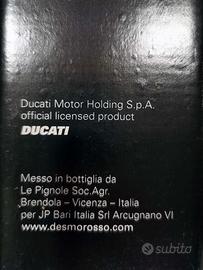 Ducati Motor Holding S.p.A.
official licensed product
DUCATI
Messo in bottiglia da
Le Pignole Soc.Agr.
Brendola - Vicenza - Italia
per JP Bari Italia Srl Arcugnano VI
www.desmorosso.com
subito